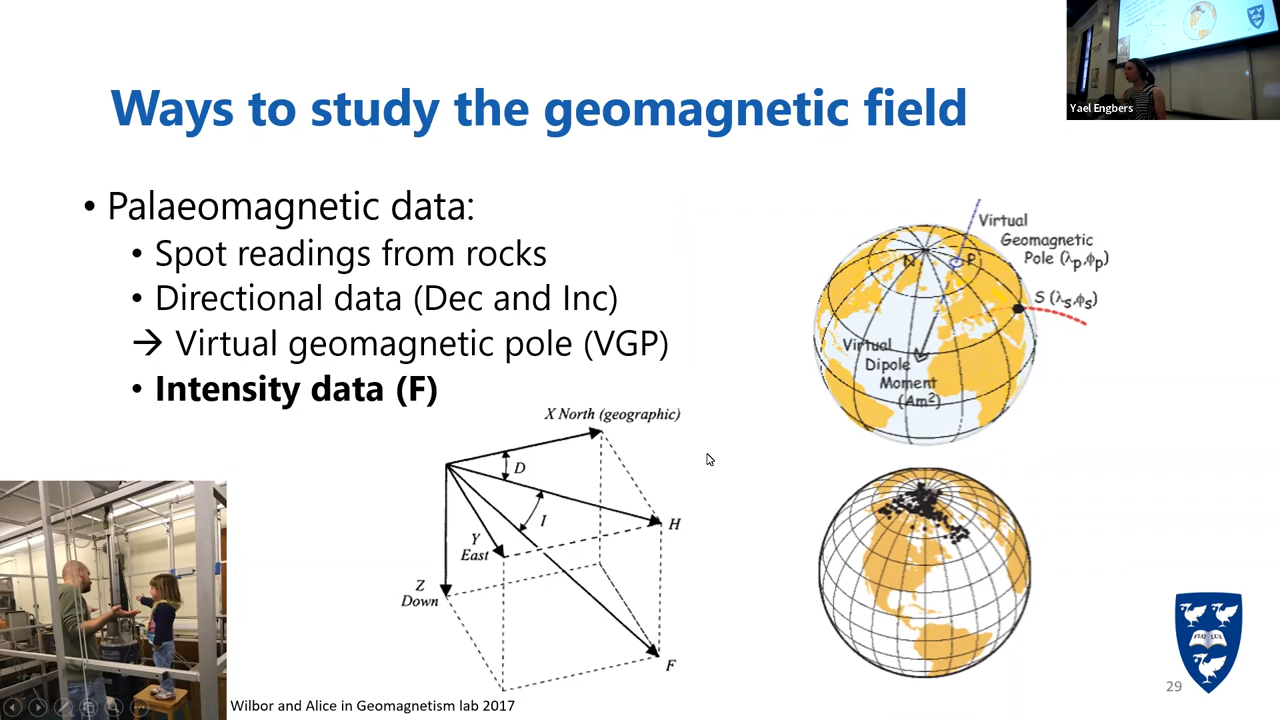 Ways to study the geomagnetic field
Yael Engbers
• Palaeomagnetic data:
• Spot readings from rocks
• Directional data (Dec and Inc)
→ Virtual geomagnetic pole (VGP)
• Intensity data (F)
X North (geographic)
D
I
H
Y
East
Z
Down
F
Virtual
Geomagnetic
Pole (λp,ϕp)
N
P
S (λs,ϕs)
Virtual
Dipole
Moment
(Am²)
FIAT LUX
29
Wilbor and Alice in Geomagnetism lab 2017